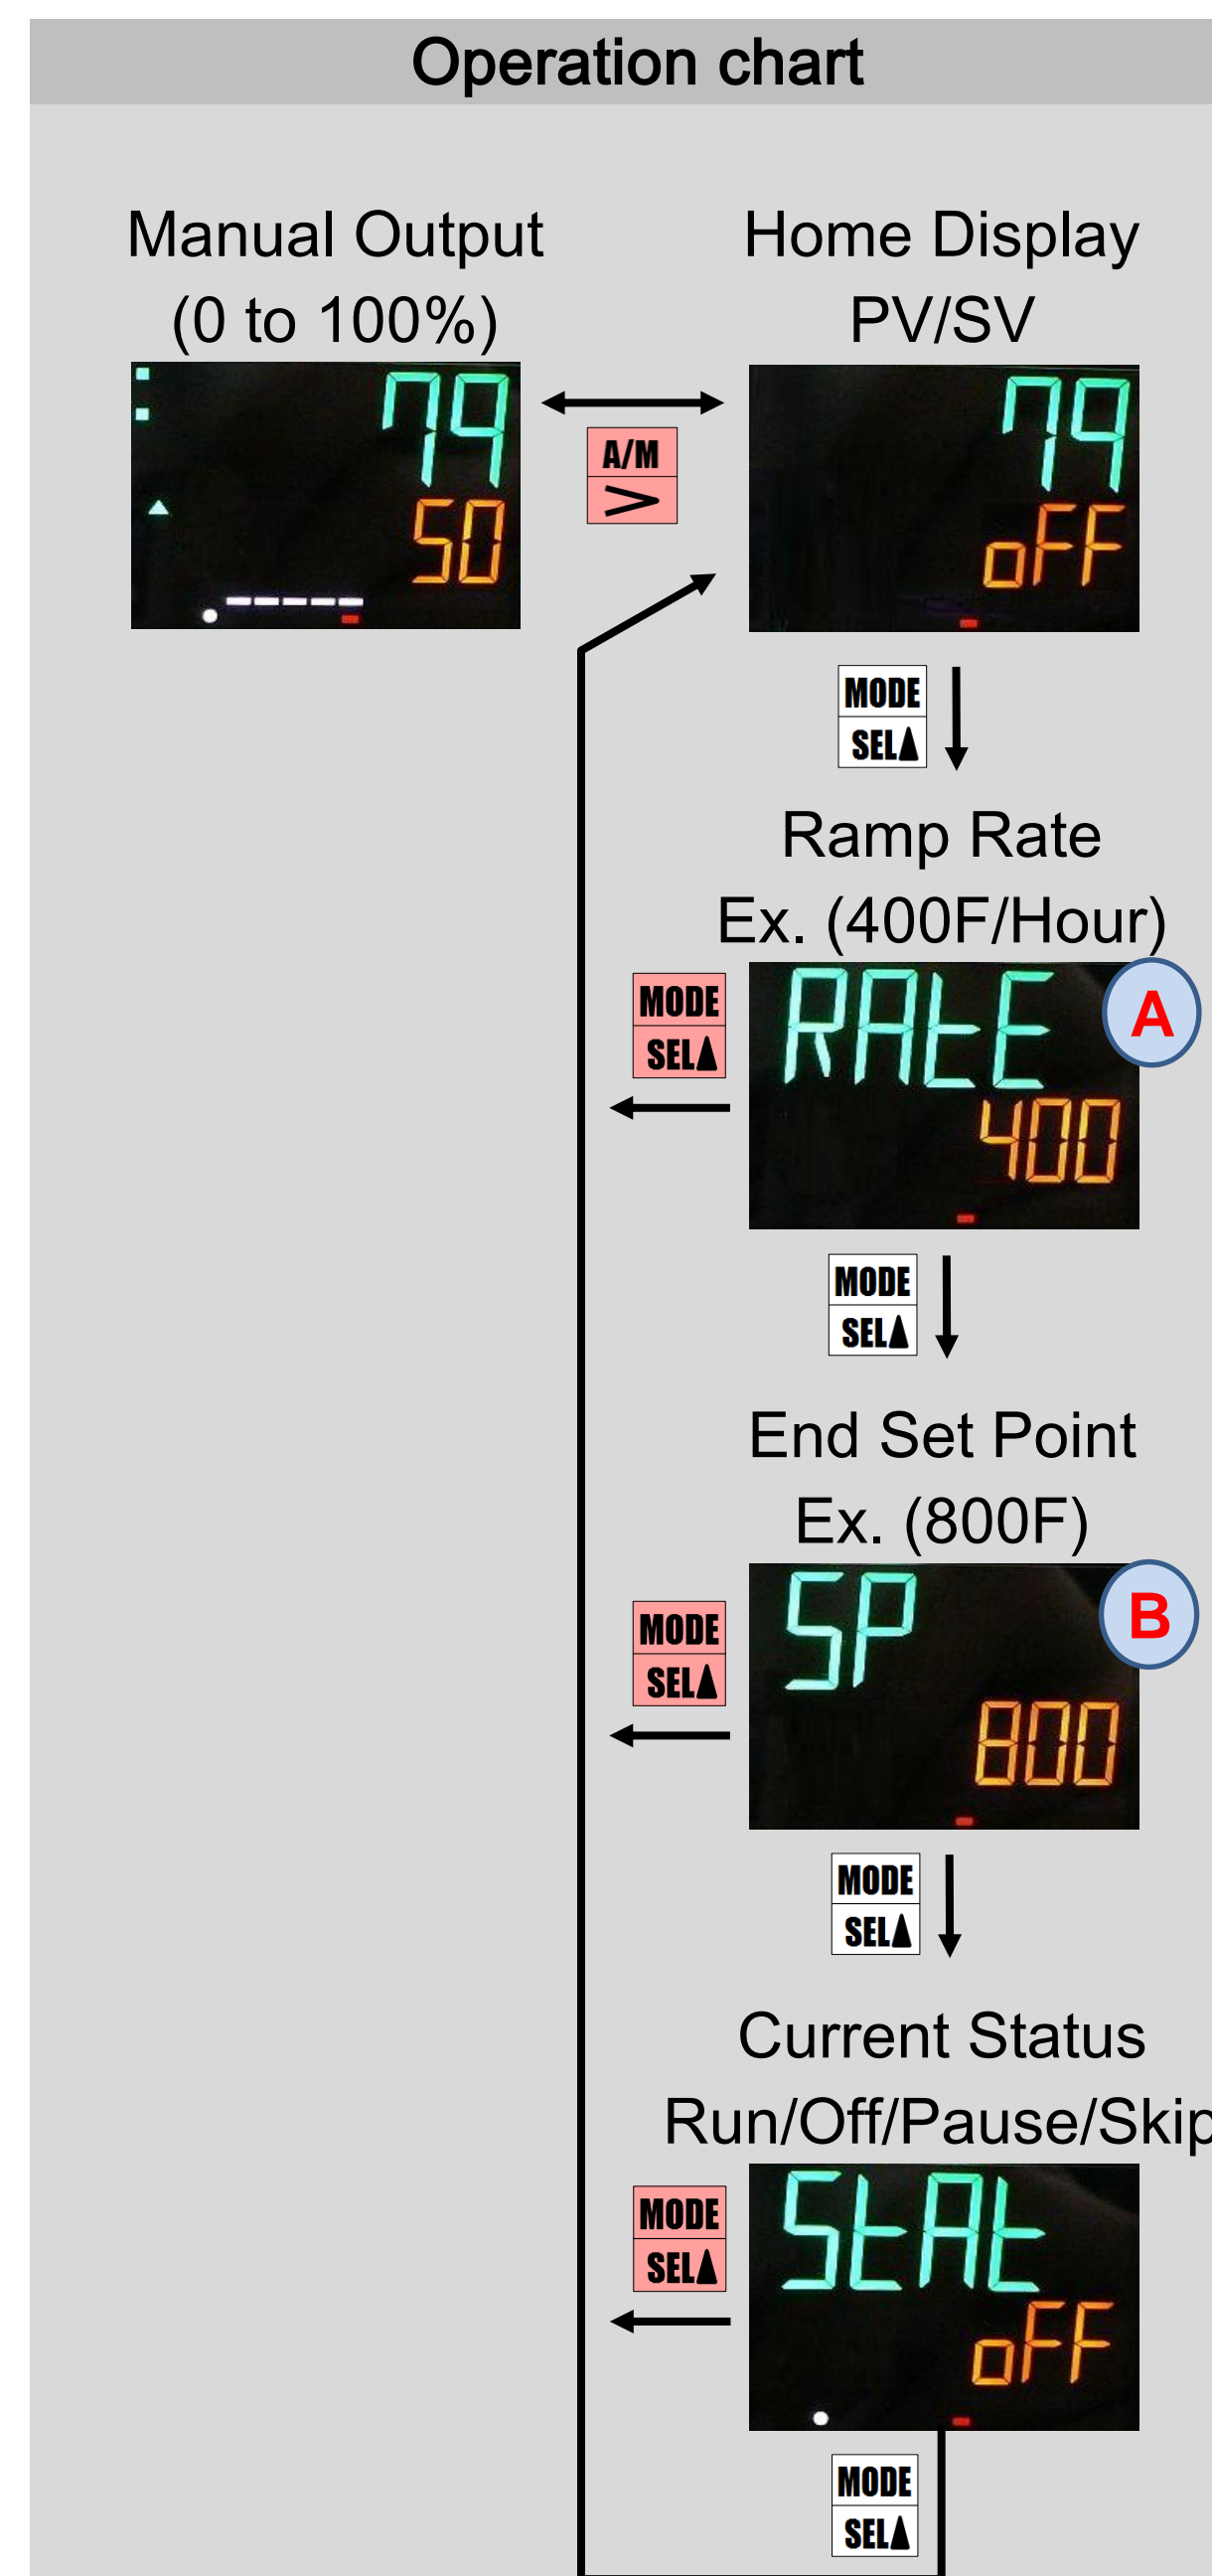 Operation chart
Manual Output
(0 to 100%)
Home Display
PV/SV
79
50
A/M
>
79
oFF
MODE
SEL▲
Ramp Rate
Ex. (400F/Hour)
MODE
SEL▲
RAtE
400
A
MODE
SEL▲
End Set Point
Ex. (800F)
MODE
SEL▲
SP
800
B
MODE
SEL▲
Current Status
Run/Off/Pause/Skip
MODE
SEL▲
StAt
oFF
MODE
SEL▲